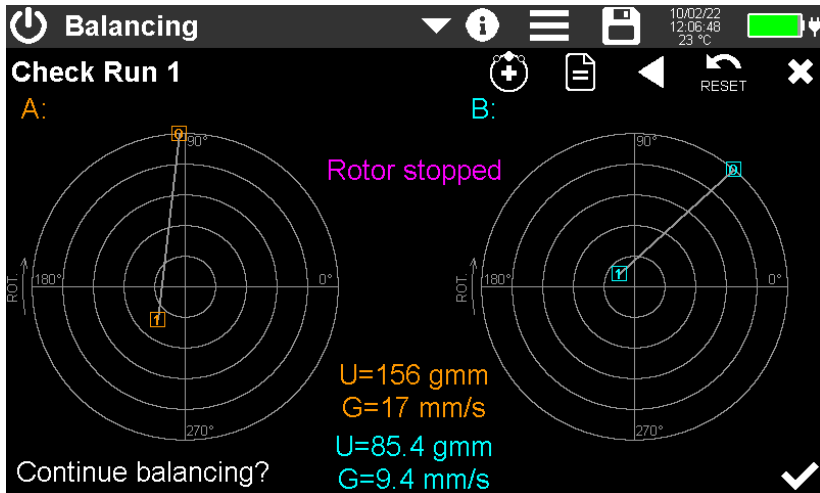 Balancing
i
10/02/22
12:06:48
23 °C
Check Run 1
RESET
A:
B:
0
90°
Rotor stopped
90°
0
180°
0°
ROT.
1
180°
0°
ROT.
1
U=156 gmm
G=17 mm/s
270°
U=85.4 gmm
G=9.4 mm/s
270°
Continue balancing?